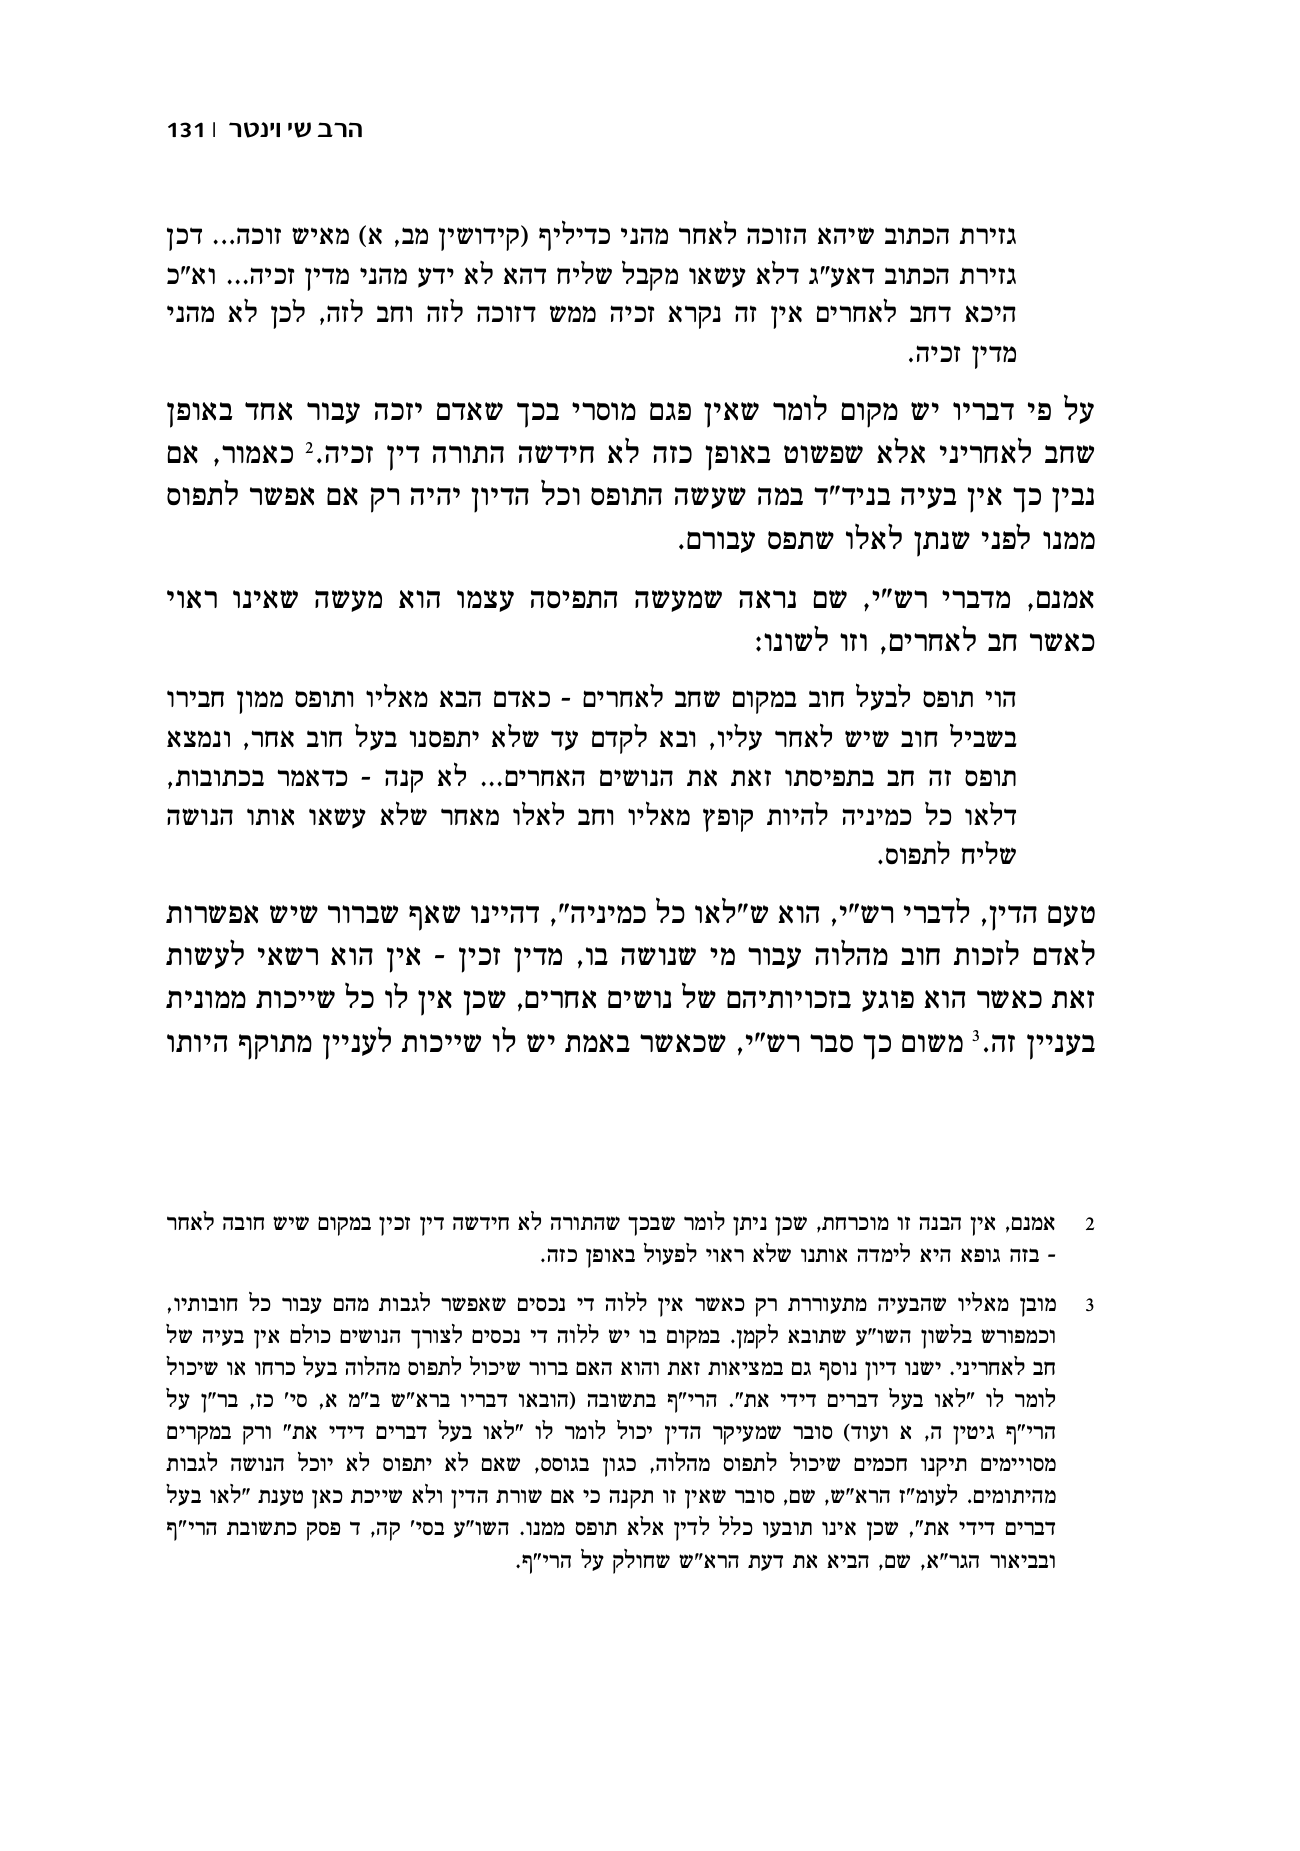 הרב שי וינטר | 131
גזירת הכתוב שיהא הזוכה לאחר מהני כדיליף (קידושין מב, א) מאיש זוכה... דכן
גזירת הכתוב דאע"ג דלא עשאו מקבל שליח דהא לא ידע מהני מדין זכיה... וא"כ
היכא דחב לאחרים אין זה נקרא זכיה ממש דזוכה לזה וחב לזה, לכן לא מהני
מדין זכיה.
על פי דבריו יש מקום לומר שאין פגם מוסרי בכך שאדם יזכה עבור אחד באופן
שחב לאחריני אלא שפשוט באופן כזה לא חידשה התורה דין זכיה.2 כאמור, אם
נבין כך אין בעיה בניד"ד במה שעשה התופס וכל הדיון יהיה רק אם אפשר לתפוס
ממנו לפני שנתן לאלו שתפס עבורם.
אמנם, מדברי רש"י, שם נראה שמעשה התפיסה עצמו הוא מעשה שאינו ראוי
כאשר חב לאחרים, וזו לשונו:
הוי תופס לבעל חוב במקום שחב לאחרים - כאדם הבא מאליו ותופס ממון חבירו
בשביל חוב שיש לאחר עליו, ובא לקדם עד שלא יתפסנו בעל חוב אחר, ונמצא
תופס זה חב בתפיסתו זאת את הנושים האחרים... לא קנה - כדאמר בכתובות,
דלאו כל כמיניה להיות קופץ מאליו וחב לאלו מאחר שלא עשאו אותו הנושה
שליח לתפוס.
טעם הדין, לדברי רש"י, הוא ש"לאו כל כמיניה", דהיינו שאף שברור שיש אפשרות
לאדם לזכות חוב מהלוה עבור מי שנושה בו, מדין זכין - אין הוא רשאי לעשות
זאת כאשר הוא פוגע בזכויותיהם של נושים אחרים, שכן אין לו כל שייכות ממונית
בעניין זה.3 משום כך סבר רש"י, שכאשר באמת יש לו שייכות לעניין מתוקף היותו
2 אמנם, אין הבנה זו מוכרחת, שכן ניתן לומר שבכך שהתורה לא חידשה דין זכין במקום שיש חובה לאחר
- בזה גופא היא לימדה אותנו שלא ראוי לפעול באופן כזה.
3 מובן מאליו שהבעיה מתעוררת רק כאשר אין ללוה די נכסים שאפשר לגבות מהם עבור כל חובותיו,
וכמפורש בלשון השו"ע שתובא לקמן. במקום בו יש ללוה די נכסים לצורך הנושים כולם אין בעיה של
חב לאחריני. ישנו דיון נוסף גם במציאות זאת והוא האם ברור שיכול לתפוס מהלוה בעל כרחו או שיכול
לומר לו "לאו בעל דברים דידי את". הרי"ף בתשובה (הובאו דבריו ברא"ש ב"מ א, סי' כז, בר"ן על
הרי"ף גיטין ה, א ועוד) סובר שמעיקר הדין יכול לומר לו "לאו בעל דברים דידי את" ורק במקרים
מסויימים תיקנו חכמים שיכול לתפוס מהלוה, כגון בגוסס, שאם לא יתפוס לא יוכל הנושה לגבות
מהיתומים. לעומ"ז הרא"ש, שם, סובר שאין זו תקנה כי אם שורת הדין ולא שייכת כאן טענת "לאו בעל
דברים דידי את", שכן אינו תובעו כלל לדין אלא תופס ממנו. השו"ע בסי' קה, ד פסק כתשובת הרי"ף
ובביאור הגר"א, שם, הביא את דעת הרא"ש שחולק על הרי"ף.